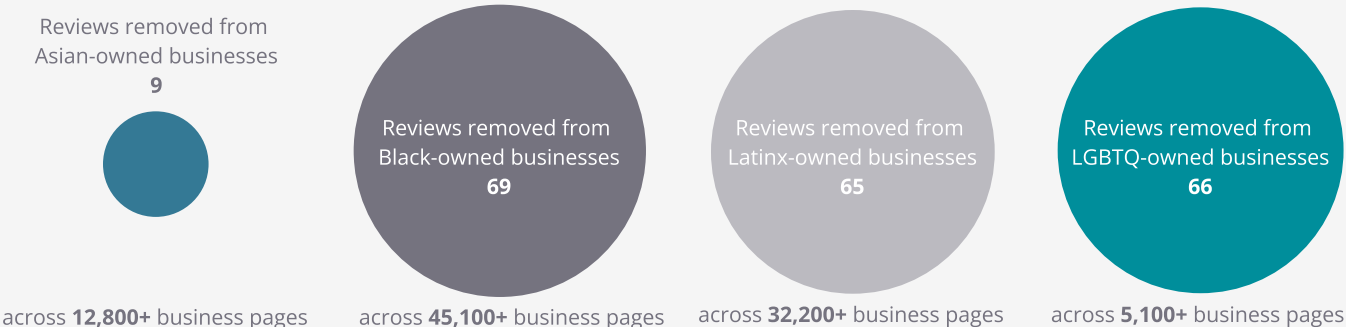 Reviews removed from
Asian-owned businesses
9
across 12,800+ business pages
Reviews removed from
Black-owned businesses
69
across 45,100+ business pages
Reviews removed from
Latinx-owned businesses
65
across 32,200+ business pages
Reviews removed from
LGBTQ-owned businesses
66
across 5,100+ business pages